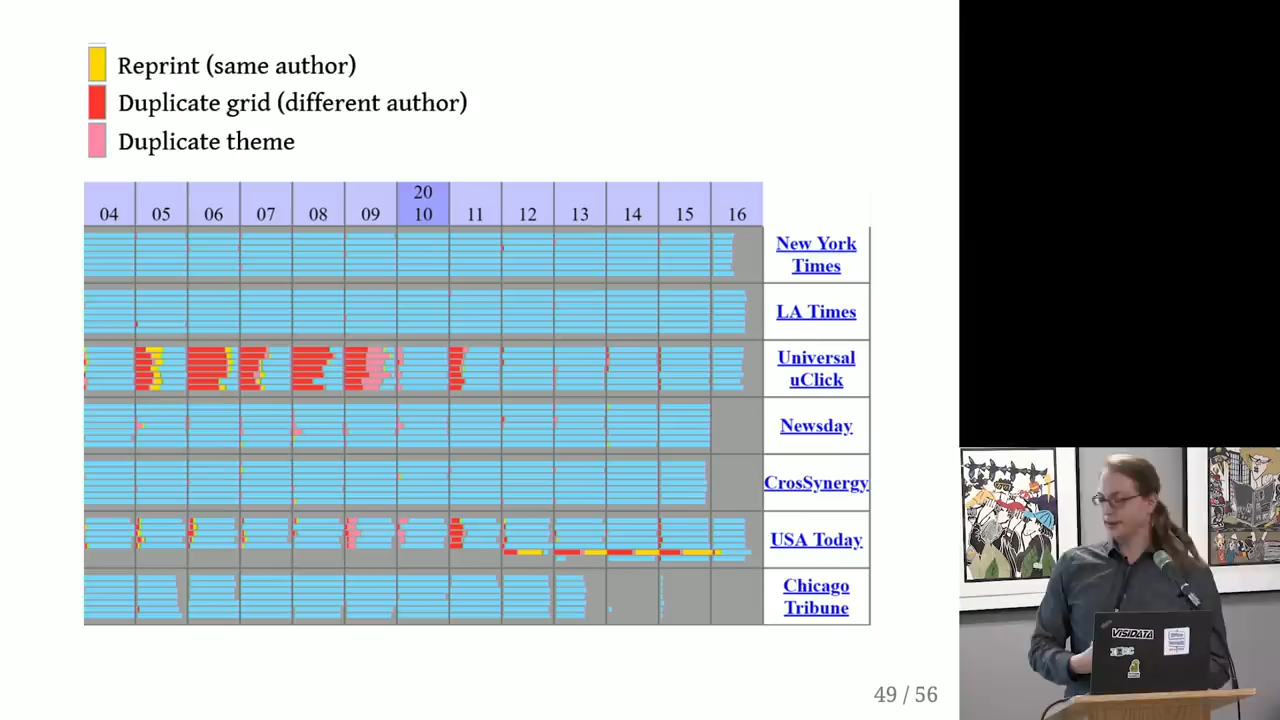 Reprint (same author)
Duplicate grid (different author)
Duplicate theme
20
04 05 06 07 08 09 10 11 12 13 14 15 16
New York
Times
LA Times
Universal
uClick
Newsday
CrosSynergy
USA Today
Chicago
Tribune
VISIDATA
49 / 56